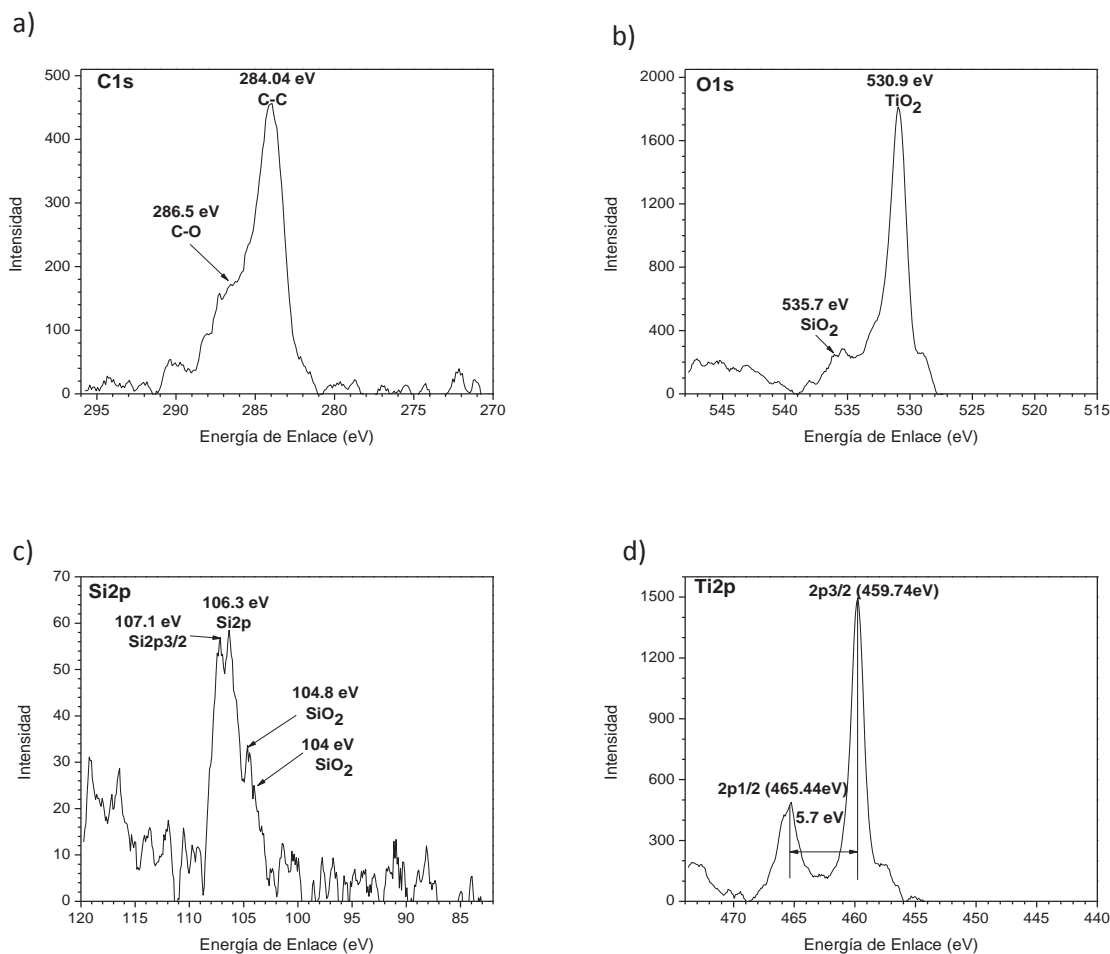 a)
C1s
284.04 eV
C-C
286.5 eV
C-O
Intensidad
500
400
300
200
100
0
295 290 284 280 275 270
Energía de Enlace (eV)
b)
O1s
530.9 eV
TiO2
535.7 eV
SiO2
Intensidad
2000
1600
1200
800
400
0
545 539 535 530 525 520 515
Energía de Enlace (eV)
c)
Si2p
106.3 eV
107.1 eV
Si2p
Si2p3/2
104.8 eV
SiO2
104 eV
SiO2
Intensidad
70
60
50
40
30
20
10
0
120 115 110 105 100 95 90 85
Energía de Enlace (eV)
d)
Ti2p
2p3/2 (459.74eV)
2p1/2 (465.44eV)
5.7 eV
Intensidad
1500
1200
900
600
300
0
470 465 460 455 450 445 440
Energía de Enlace (eV)